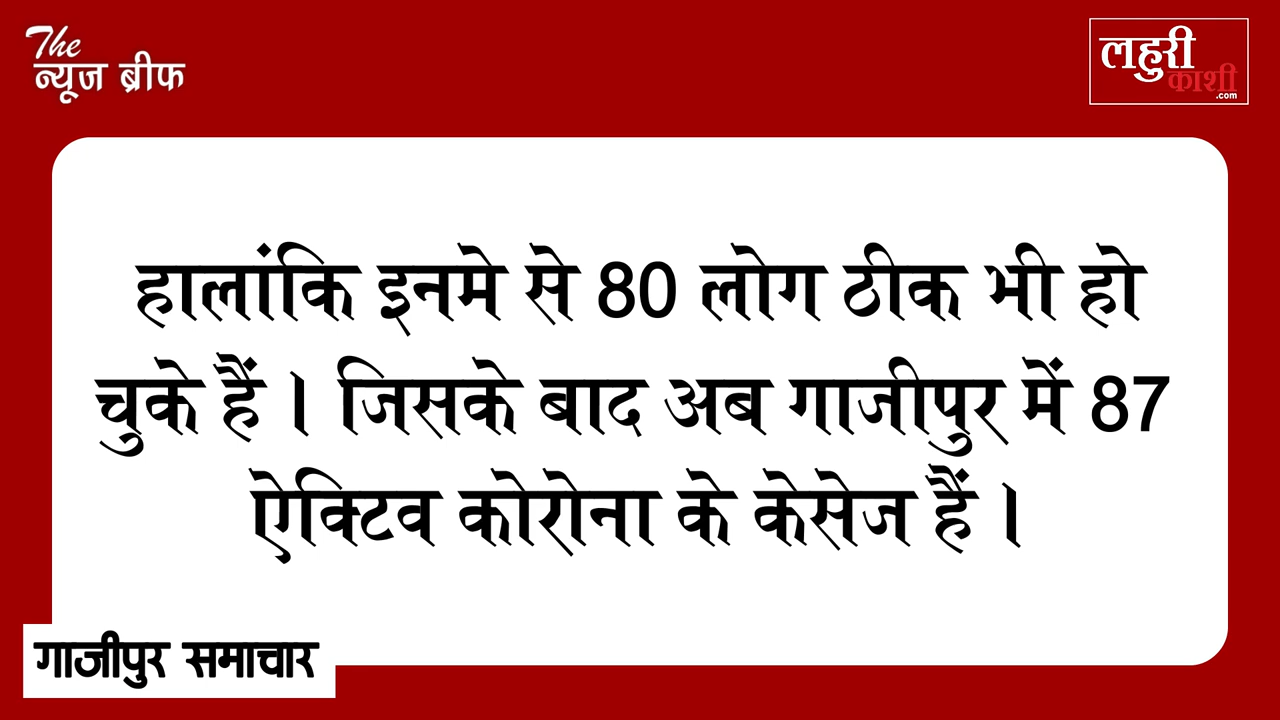 The
न्यूज ब्रीफ
लहुरी
काशी
.com
हालांकि इनमे से 80 लोग ठीक भी हो
चुके हैं । जिसके बाद अब गाजीपुर में 87
ऐक्टिव कोरोना के केसेज हैं ।
गाजीपुर समाचार